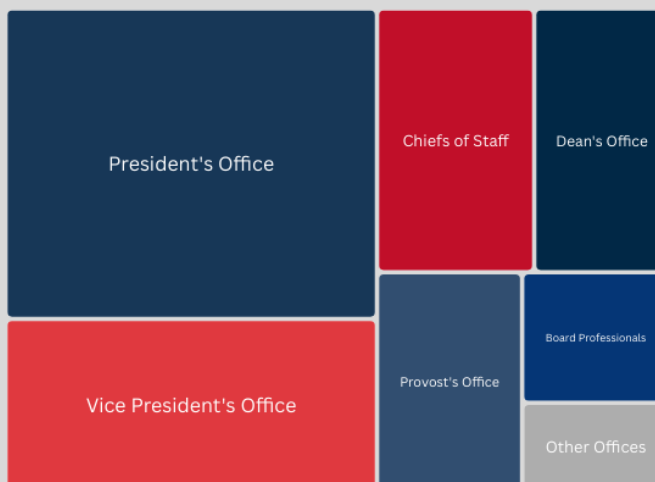 President's Office
Chiefs of Staff
Dean's Office
Vice President's Office
Provost's Office
Board Professionals
Other Offices